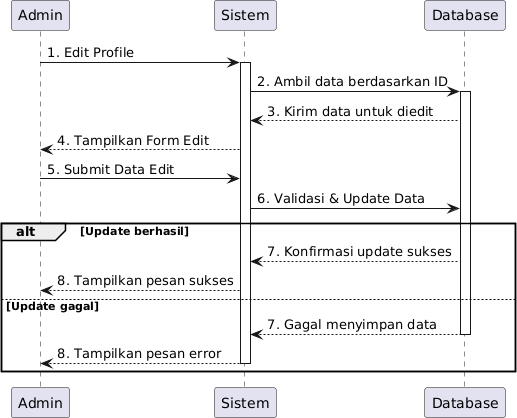 Admin Sistem Database
1. Edit Profile
2. Ambil data berdasarkan ID
3. Kirim data untuk diedit
4. Tampilkan Form Edit
5. Submit Data Edit
6. Validasi & Update Data
alt [Update berhasil]
7. Konfirmasi update sukses
8. Tampilkan pesan sukses
[Update gagal]
7. Gagal menyimpan data
8. Tampilkan pesan error
Admin Sistem Database